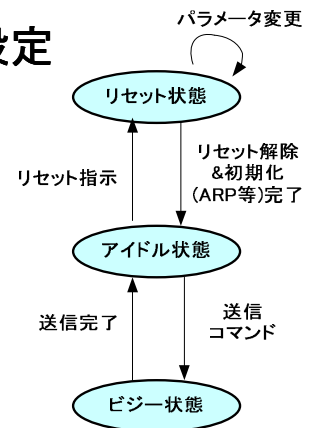 パラメータ変更
定
リセット状態
リセット解除
&初期化
(ARP等)完了
リセット指示
アイドル状態
送信完了
送信
コマンド
ビジー状態